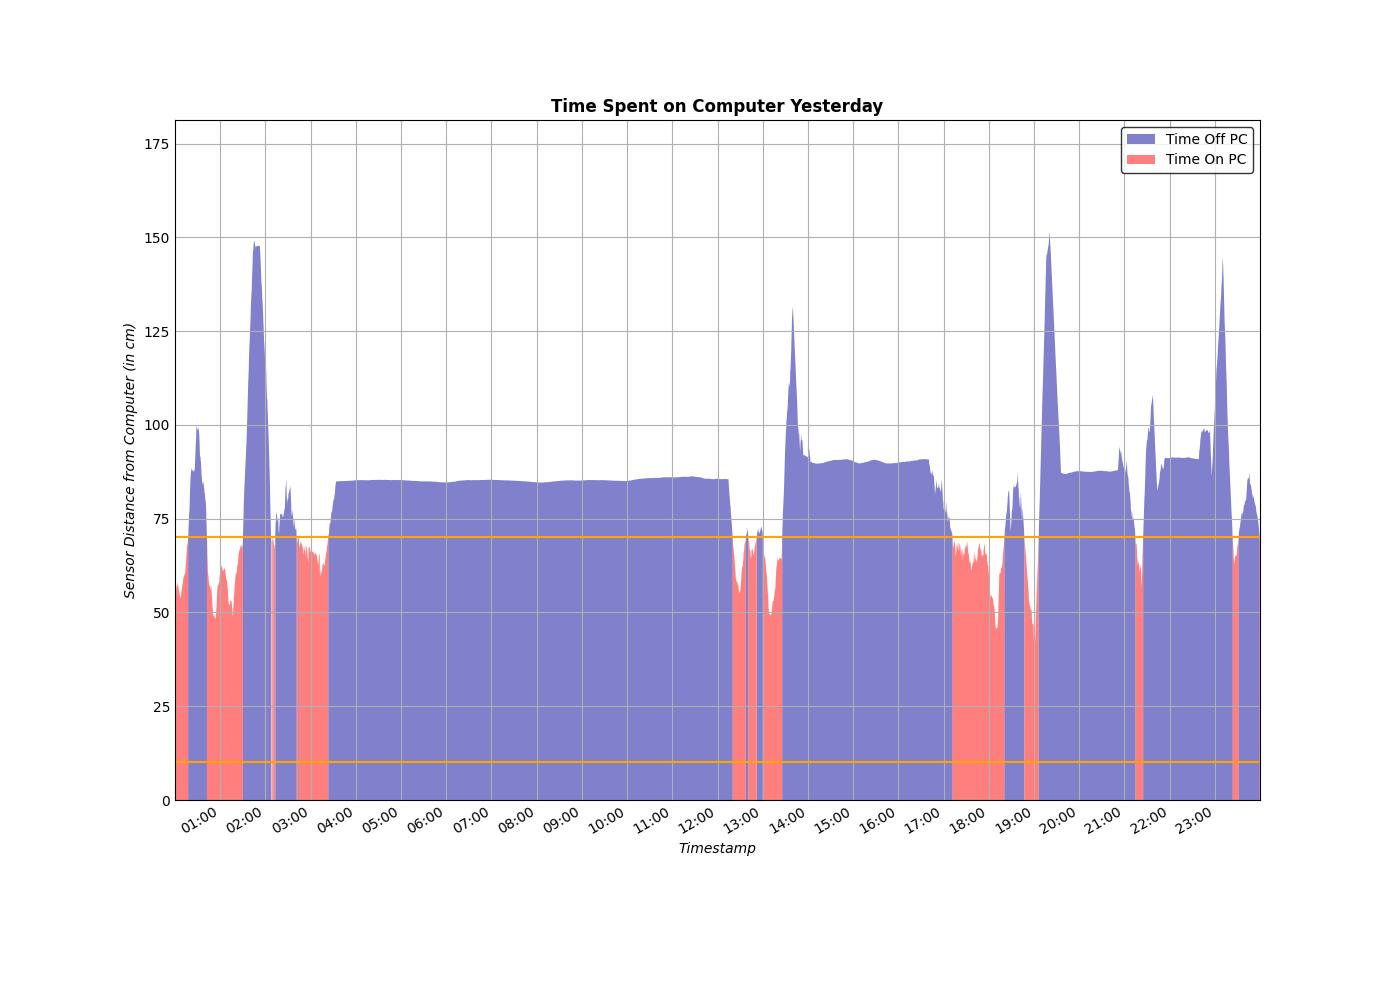 Time Spent on Computer Yesterday
Time Off PC
Time On PC
Sensor Distance from Computer (in cm)
175
150
125
100
75
50
25
0
01:00 02:00 03:00 04:00 05:00 06:00 07:00 08:00 09:00 10:00 11:00 12:00 13:00 14:00 15:00 16:00 17:00 18:00 19:00 20:00 21:00 22:00 23:00
Timestamp